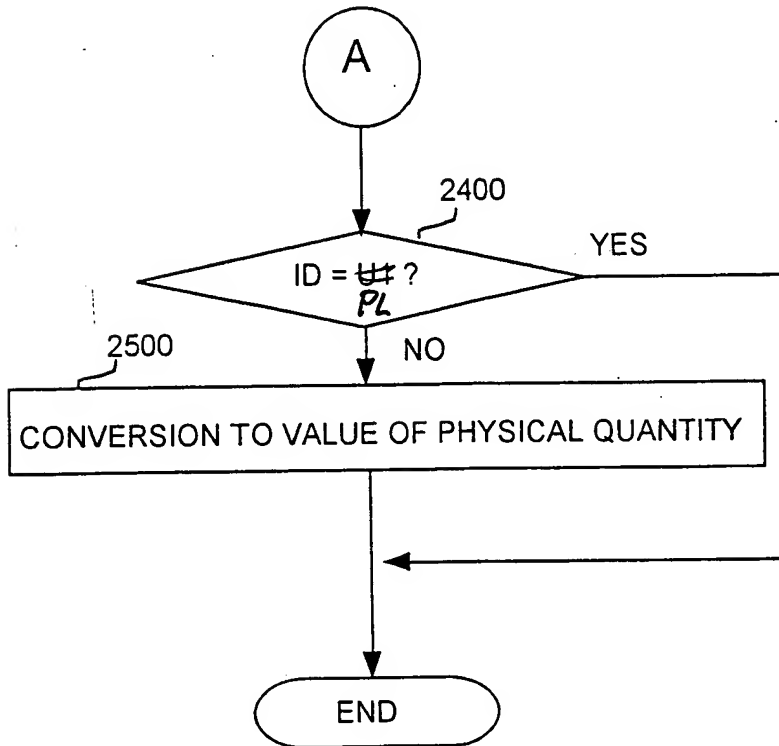 A
2400
YES
ID = ?
PL
NO
2500
CONVERSION TO VALUE OF PHYSICAL QUANTITY
END